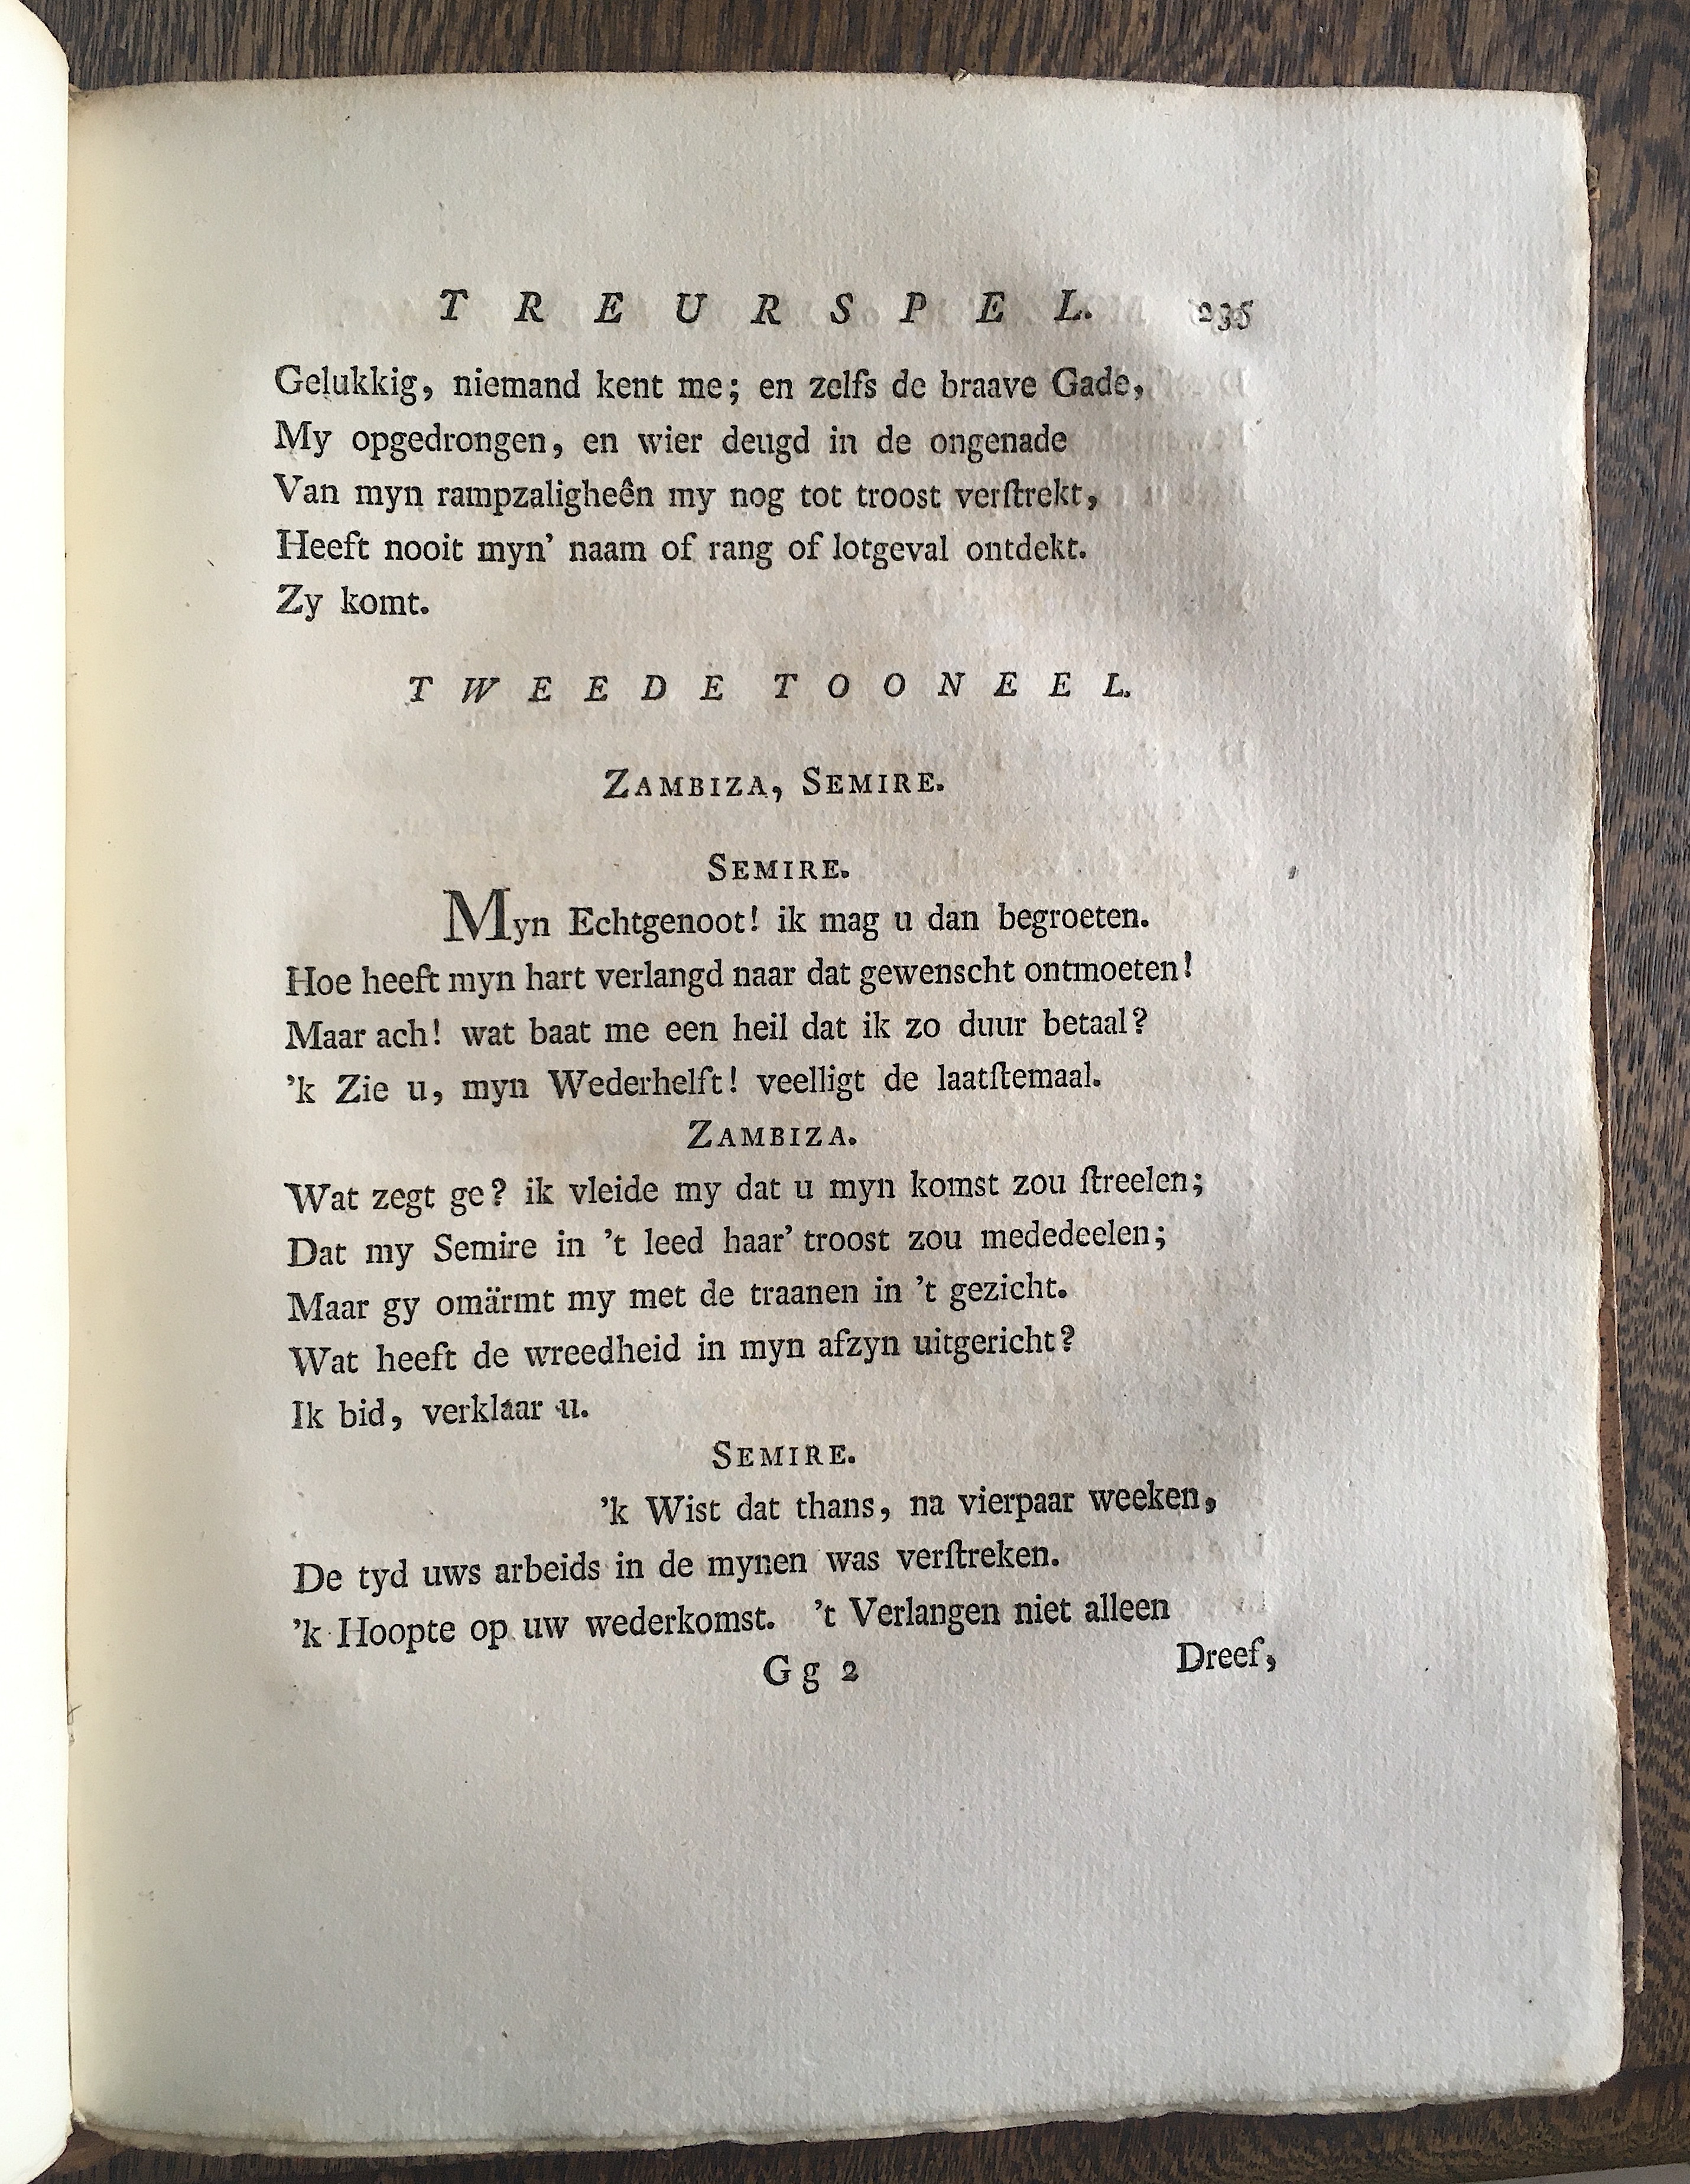 TREURSPEL. 235
Gelukkig, niemand kent me; en zelfs de braave Gade,
My opgedrongen, en wier deugd in de ongenade
Van myn rampzaligheên my nog tot troost verſtrekt,
Heeft nooit myn’ naam of rang of lotgeval ontdekt.
Zy komt.
TWEEDE TOONEEL.
ZAMBIZA, SEMIRE.
SEMIRE.
Myn Echtgenoot! ik mag u dan begroeten.
Hoe heeft myn hart verlangd naar dat gewenscht ontmoeten!
Maar ach! wat baat me een heil dat ik zo duur betaal?
’k Zie u, myn Wederhelft! veelligt de laatſtemaal.
ZAMBIZA.
Wat zegt ge? ik vleide my dat u myn komst zou ſtreelen;
Dat my Semire in ’t leed haar’ troost zou mededeelen;
Maar gy omärmt my met de traanen in ’t gezicht.
Wat heeft de wreedheid in myn afzyn uitgericht?
Ik bid, verklaar u.
SEMIRE.
’k Wist dat thans, na vierpaar weeken,
De tyd uws arbeids in de mynen was verſtreken.
’k Hoopte op uw wederkomst. ’t Verlangen niet alleen
Gg 2 Dreef,